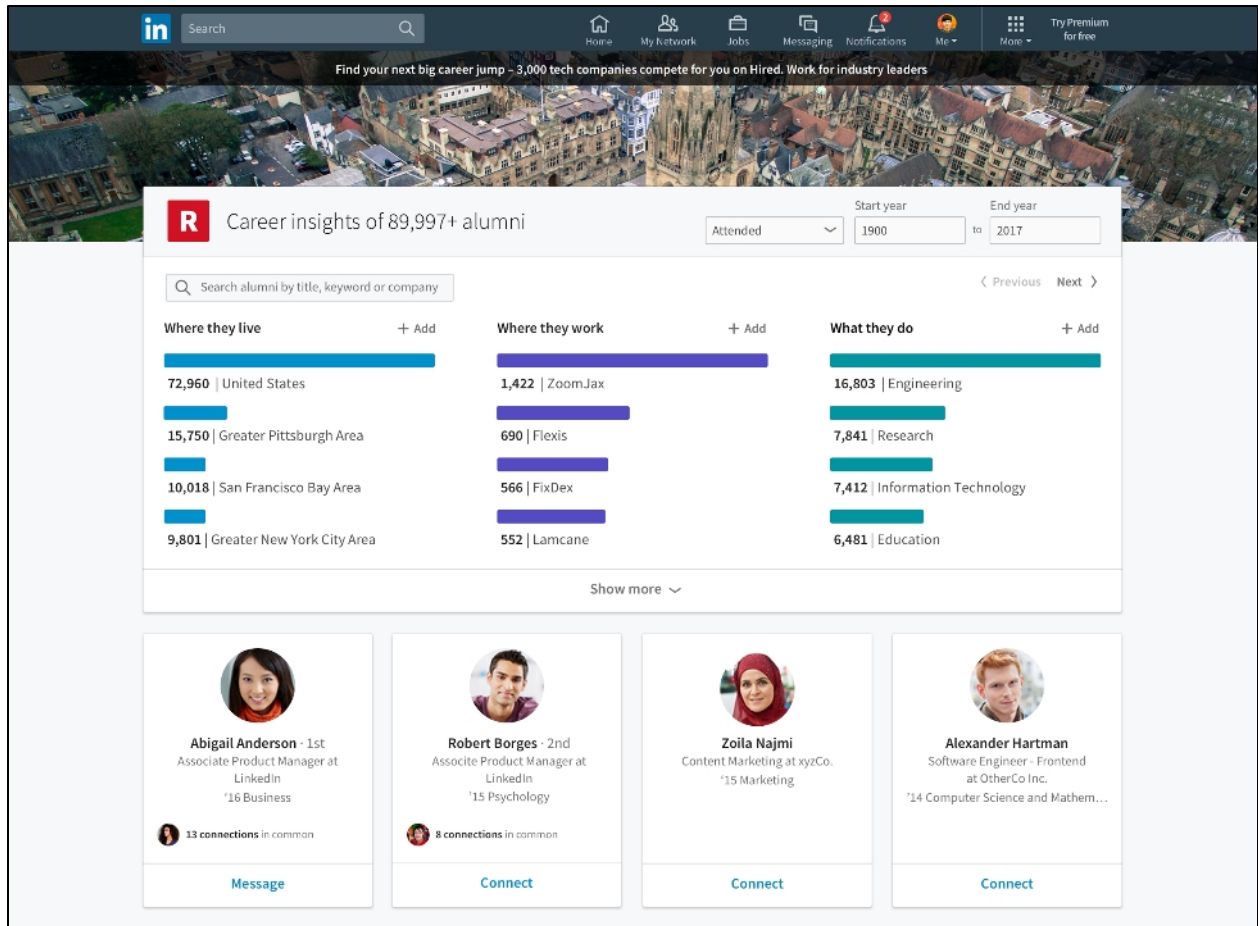 in
Search
Home
My Network
Jobs
Messaging
2
Notifications
Me
More
Try Premium
for free
Find your next big career jump – 3,000 tech companies compete for you on Hired. Work for industry leaders
R
Career insights of 89,997+ alumni
Attended
Start year
1900
to
End year
2017
Search alumni by title, keyword or company
Previous
Next
Where they live
+ Add
72,960 | United States
15,750 | Greater Pittsburgh Area
10,018 | San Francisco Bay Area
9,801 | Greater New York City Area
Where they work
+ Add
1,422 | ZoomJax
690 | Flexis
566 | FixDex
552 | Lamcane
What they do
+ Add
16,803 | Engineering
7,841 | Research
7,412 | Information Technology
6,481 | Education
Show more
Abigail Anderson · 1st
Associate Product Manager at
LinkedIn
'16 Business
13 connections in common
Message
Robert Borges · 2nd
Associte Product Manager at
LinkedIn
'15 Psychology
8 connections in common
Connect
Zoila Najmi
Content Marketing at xyzCo.
'15 Marketing
Connect
Alexander Hartman
Software Engineer - Frontend
at OtherCo Inc.
'14 Computer Science and Mathem...
Connect